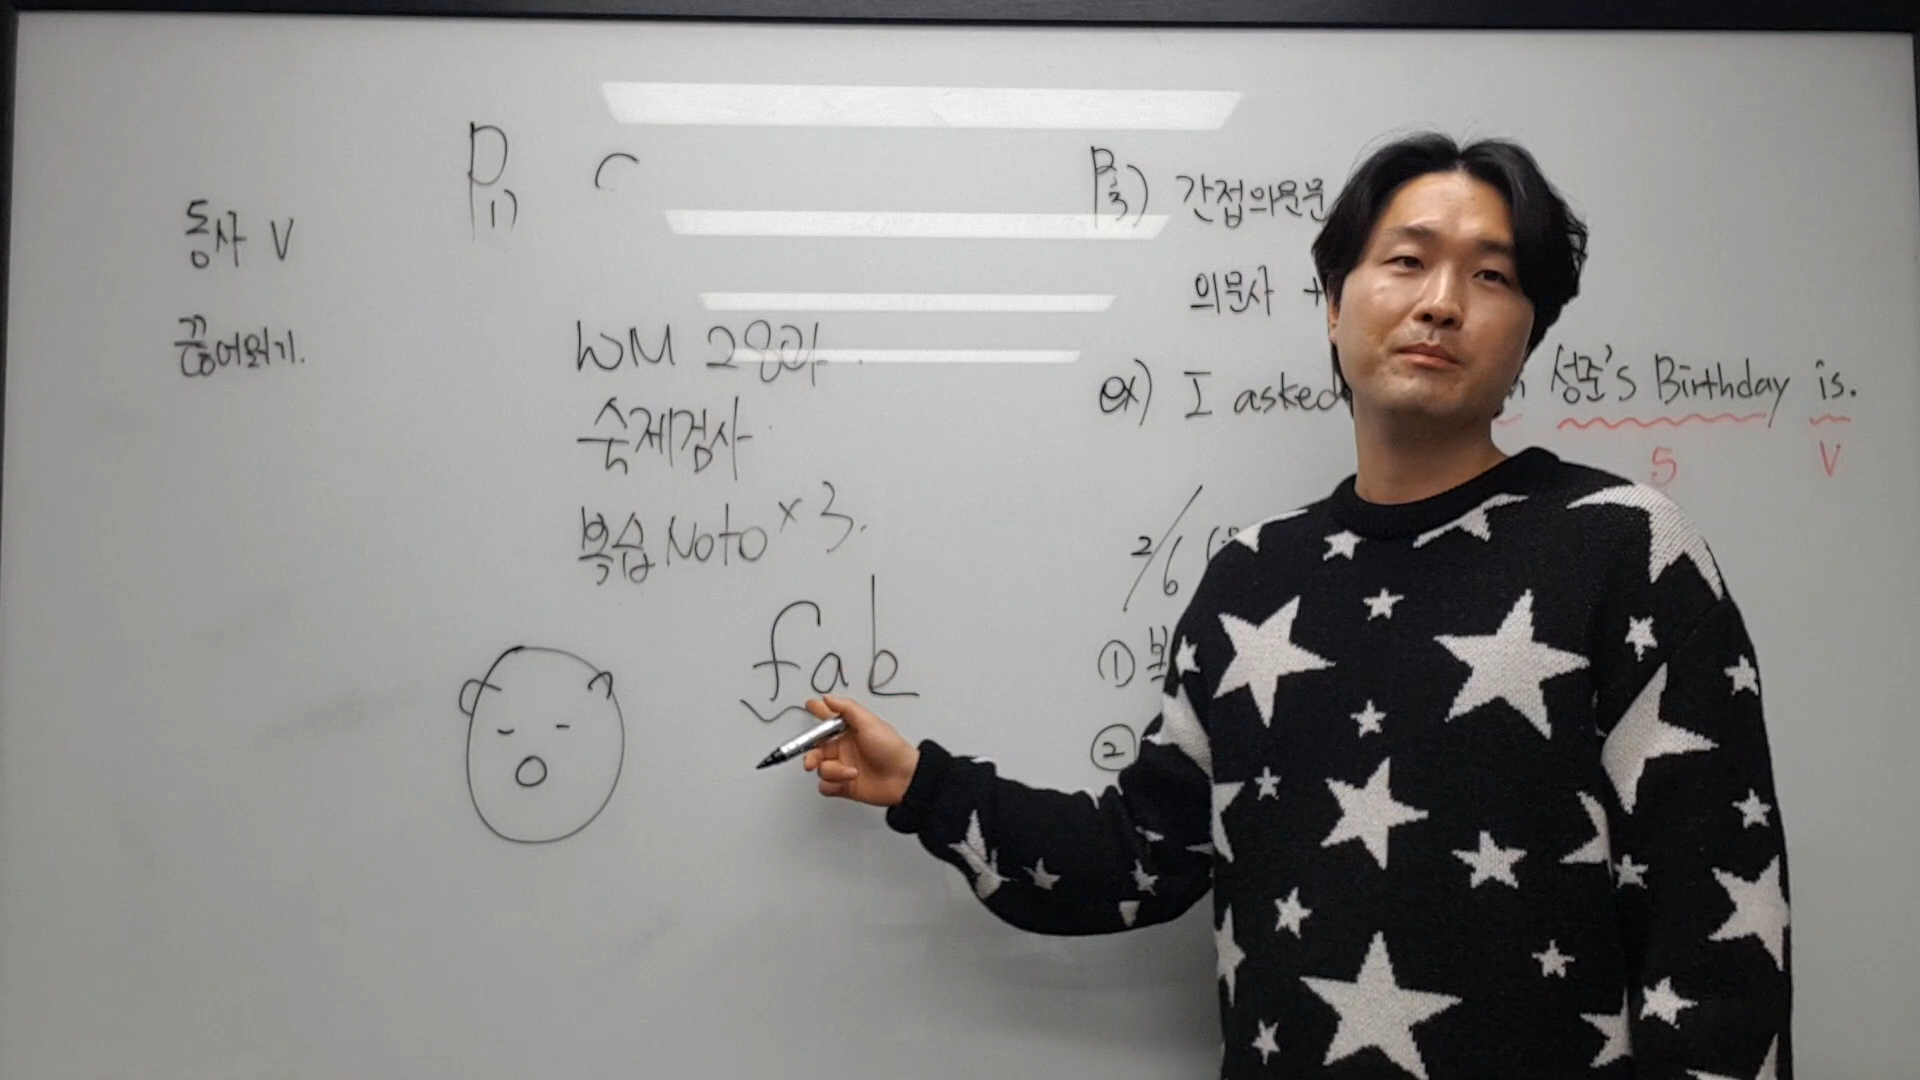 동사 V
끊어읽기.
P1)
WM 28과.
숙제검사
복습 Noto x 3.
fab
P3) 간접의문문
의문사 +
ex) I asked
성준's Birthday is.
S V
2/6
① 복
②